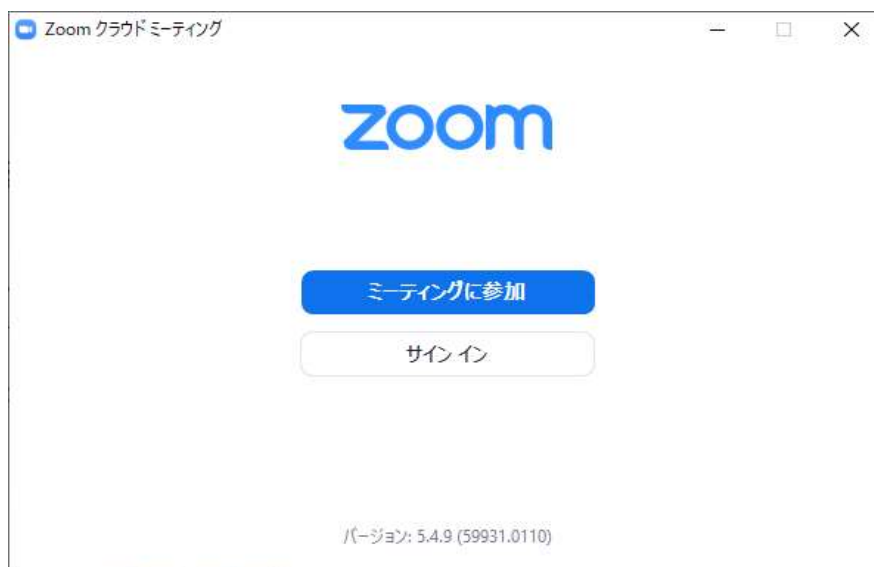 Zoom クラウド ミーティング
zoom
ミーティングに参加
サイン イン
バージョン: 5.4.9 (59931.0110)